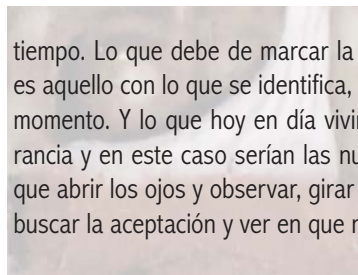 tiempo. Lo que debe de marcar la
es aquello con lo que se identifica,
momento. Y lo que hoy en día
rancia y en este caso serían las
que abrir los ojos y observar, girar
buscar la aceptación y ver en que